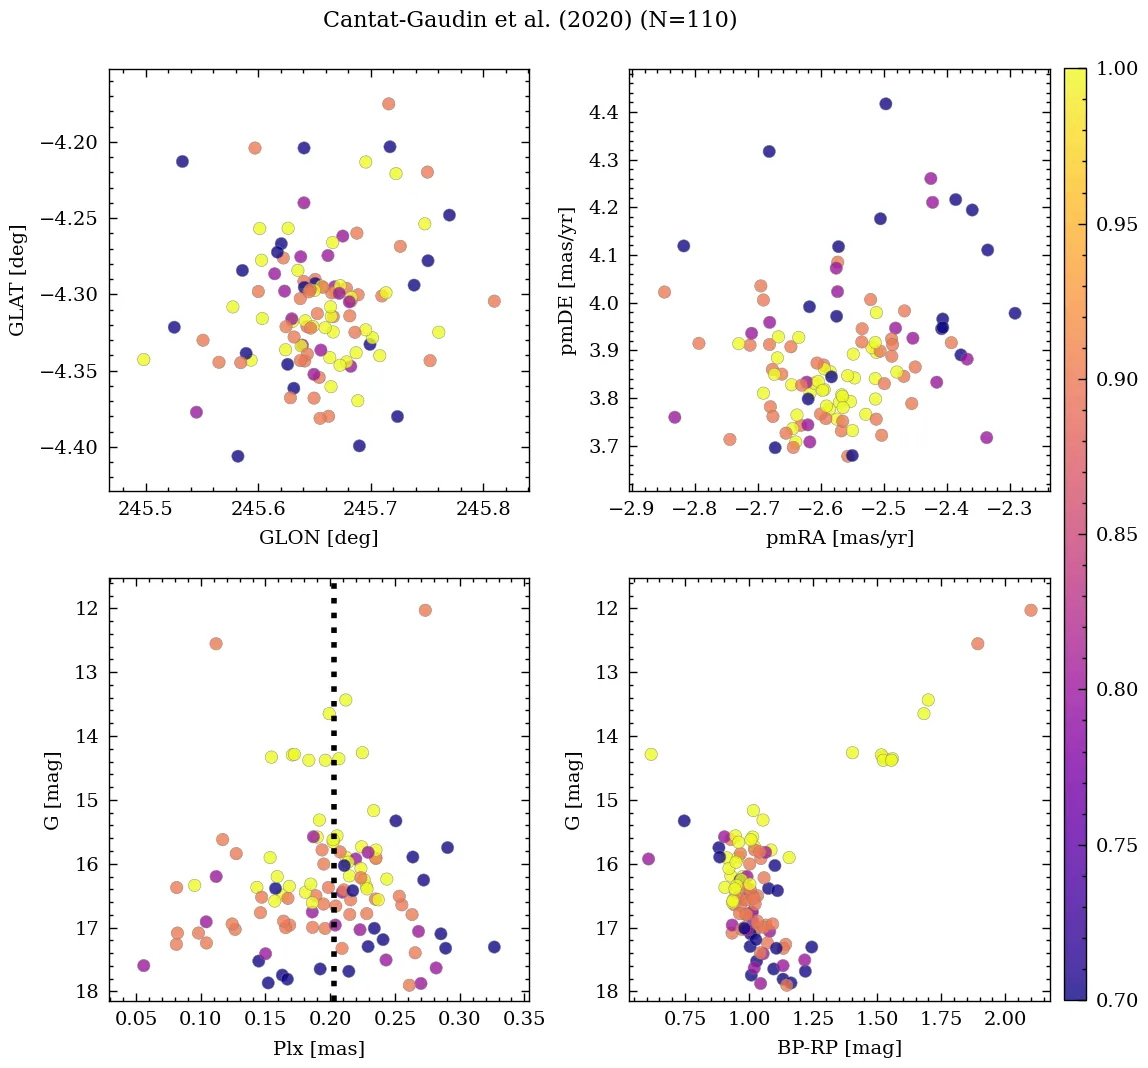 Cantat-Gaudin et al. (2020) (N=110)
−4.20
−4.25
−4.30
−4.35
−4.40
GLAT [deg]
245.5 245.6 245.7 245.8
GLON [deg]
4.4
4.3
4.2
4.1
4.0
3.9
3.8
3.7
pmDE [mas/yr]
−2.9 −2.8 −2.7 −2.6 −2.5 −2.4 −2.3
pmRA [mas/yr]
12
13
14
15
16
17
18
G [mag]
0.05 0.10 0.15 0.20 0.25 0.30 0.35
Plx [mas]
12
13
14
15
16
17
18
G [mag]
0.75 1.00 1.25 1.50 1.75 2.00
BP-RP [mag]
1.00
0.95
0.90
0.85
0.80
0.75
0.70